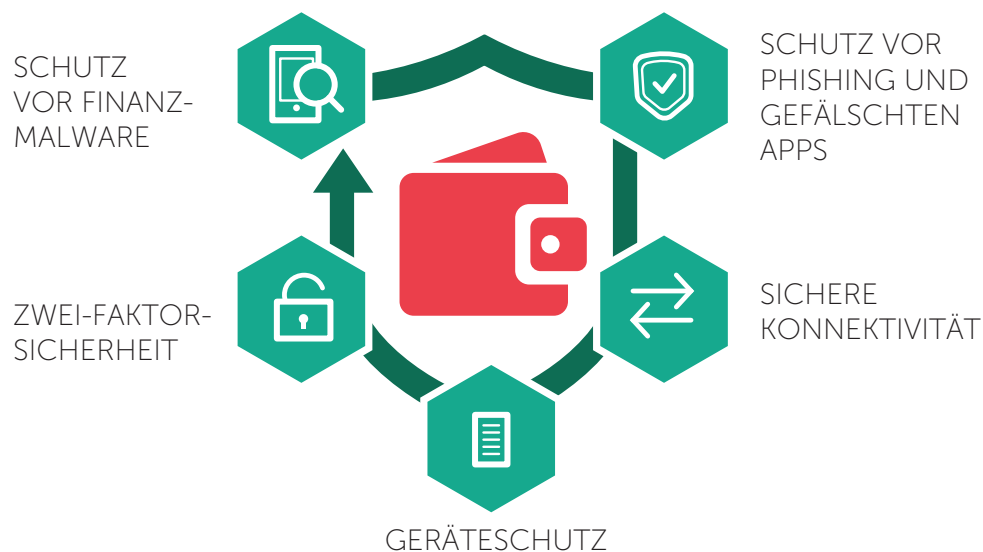 SCHUTZ
VOR FINANZ-
MALWARE
SCHUTZ VOR
PHISHING UND
GEFÄLSCHTEN
APPS
ZWEI-FAKTOR-
SICHERHEIT
SICHERE
KONNEKTIVITÄT
GERÄTESCHUTZ